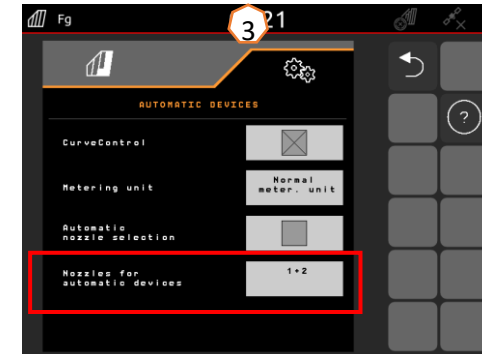 Fg
3
21
AUTOMATIC DEVICES
CurveControl
Metering unit
Normal
meter. unit
Automatic
nozzle selection
Nozzles for
automatic devices
1+2
?